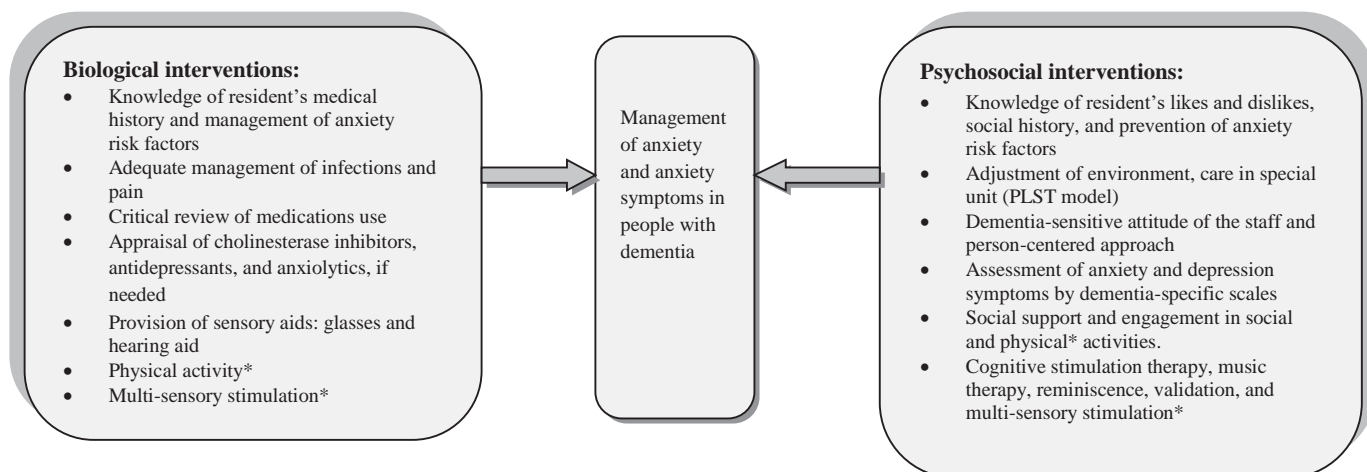 Biological interventions:
• Knowledge of resident's medical
history and management of anxiety
risk factors
• Adequate management of infections and
pain
• Critical review of medications use
• Appraisal of cholinesterase inhibitors,
antidepressants, and anxiolytics, if
needed
• Provision of sensory aids: glasses and
hearing aid
• Physical activity*
• Multi-sensory stimulation*
Management
of anxiety
and anxiety
symptoms in
people with
dementia
Psychosocial interventions:
• Knowledge of resident's likes and dislikes,
social history, and prevention of anxiety
risk factors
• Adjustment of environment, care in special
unit (PLST model)
• Dementia-sensitive attitude of the staff and
person-centered approach
• Assessment of anxiety and depression
symptoms by dementia-specific scales
• Social support and engagement in social
and physical* activities.
• Cognitive stimulation therapy, music
therapy, reminiscence, validation, and
multi-sensory stimulation*